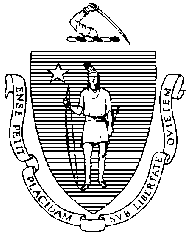 ENSE PETIT
PLACIDAM
SVB LIBERTATE
QVIETEM